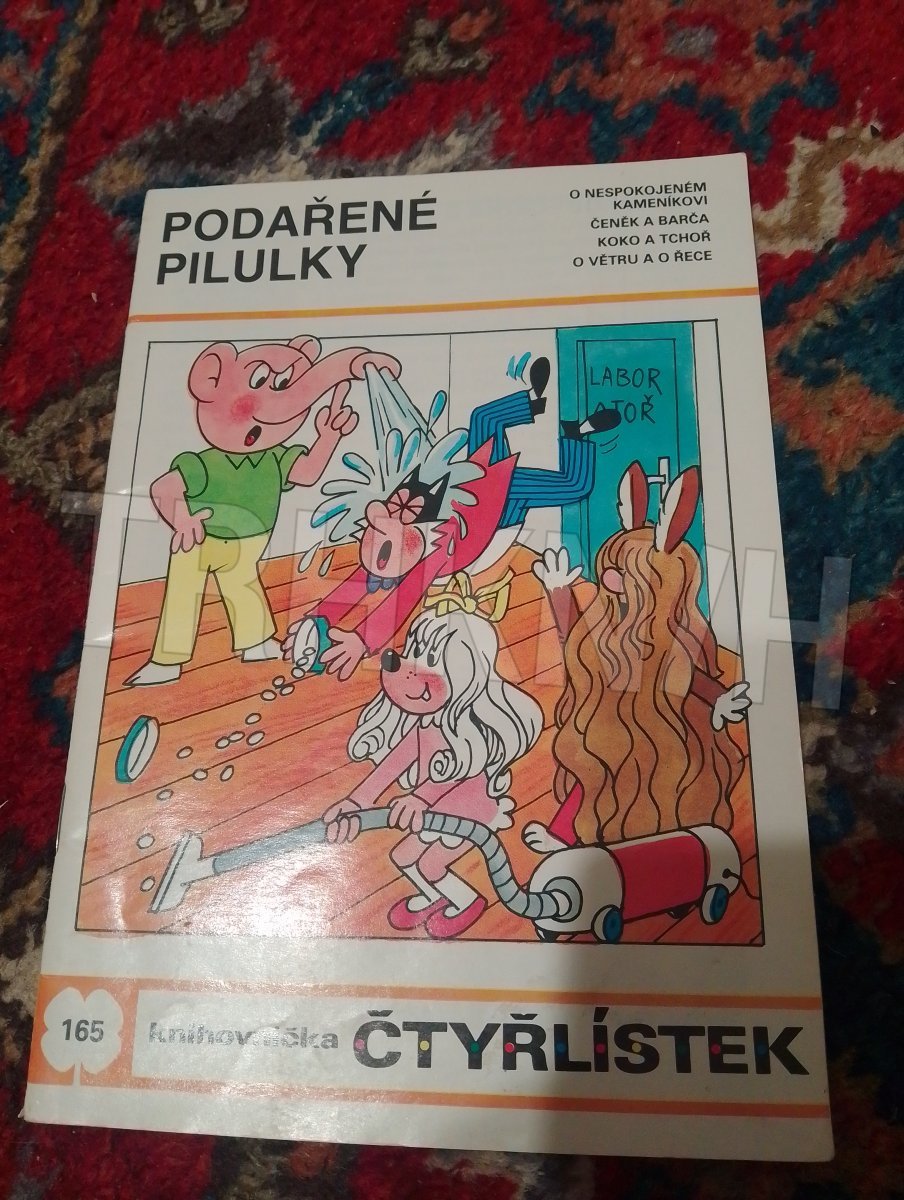 PODAŘENÉ
PILULKY
O NESPOKOJENÉM
KAMENÍKOVI
ČENĚK A BARČA
KOKO A TCHOŘ
O VĚTRU A O ŘECE
LABOR
ATOŘ
165
knihovnička ČTYŘLÍSTEK